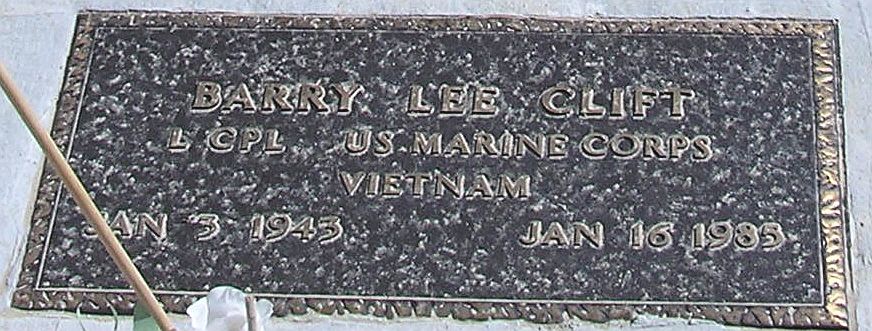 BARRY LEE CLIFT
L CPL US MARINE CORPS
VIETNAM
JAN 3 1943 JAN 16 1985